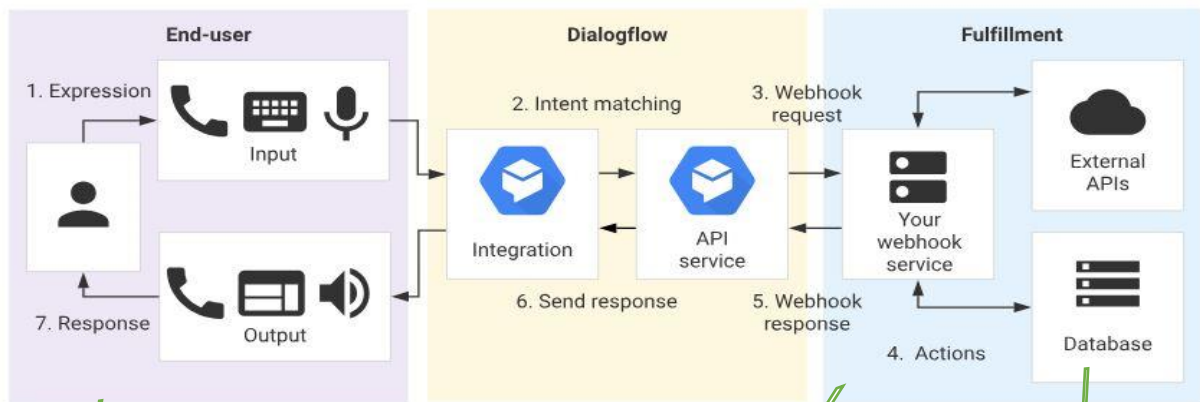 End-user
Dialogflow
Fulfillment
1. Expression
Input
2. Intent matching
3. Webhook
request
External
APIs
Integration
API
service
Your
webhook
service
Output
7. Response
6. Send response
5. Webhook
response
4. Actions
Database